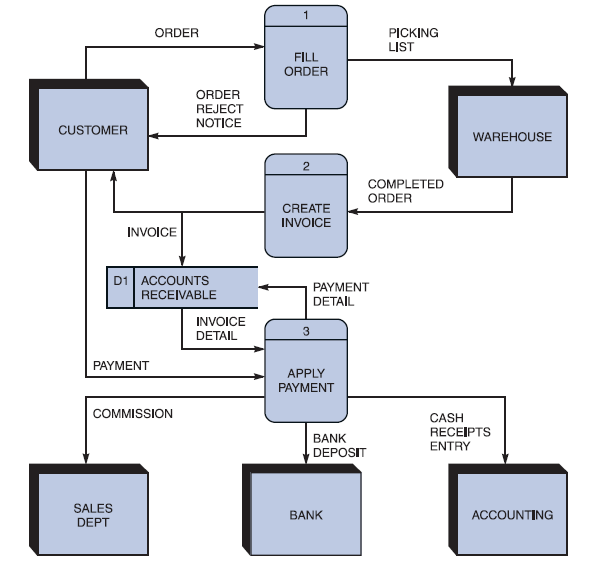 1
ORDER
PICKING
LIST
FILL
ORDER
ORDER
REJECT
NOTICE
CUSTOMER
WAREHOUSE
2
COMPLETED
ORDER
CREATE
INVOICE
INVOICE
D1
ACCOUNTS
RECEIVABLE
PAYMENT
DETAIL
INVOICE
DETAIL
3
PAYMENT
APPLY
PAYMENT
COMMISSION
BANK
DEPOSIT
CASH
RECEIPTS
ENTRY
SALES
DEPT
BANK
ACCOUNTING